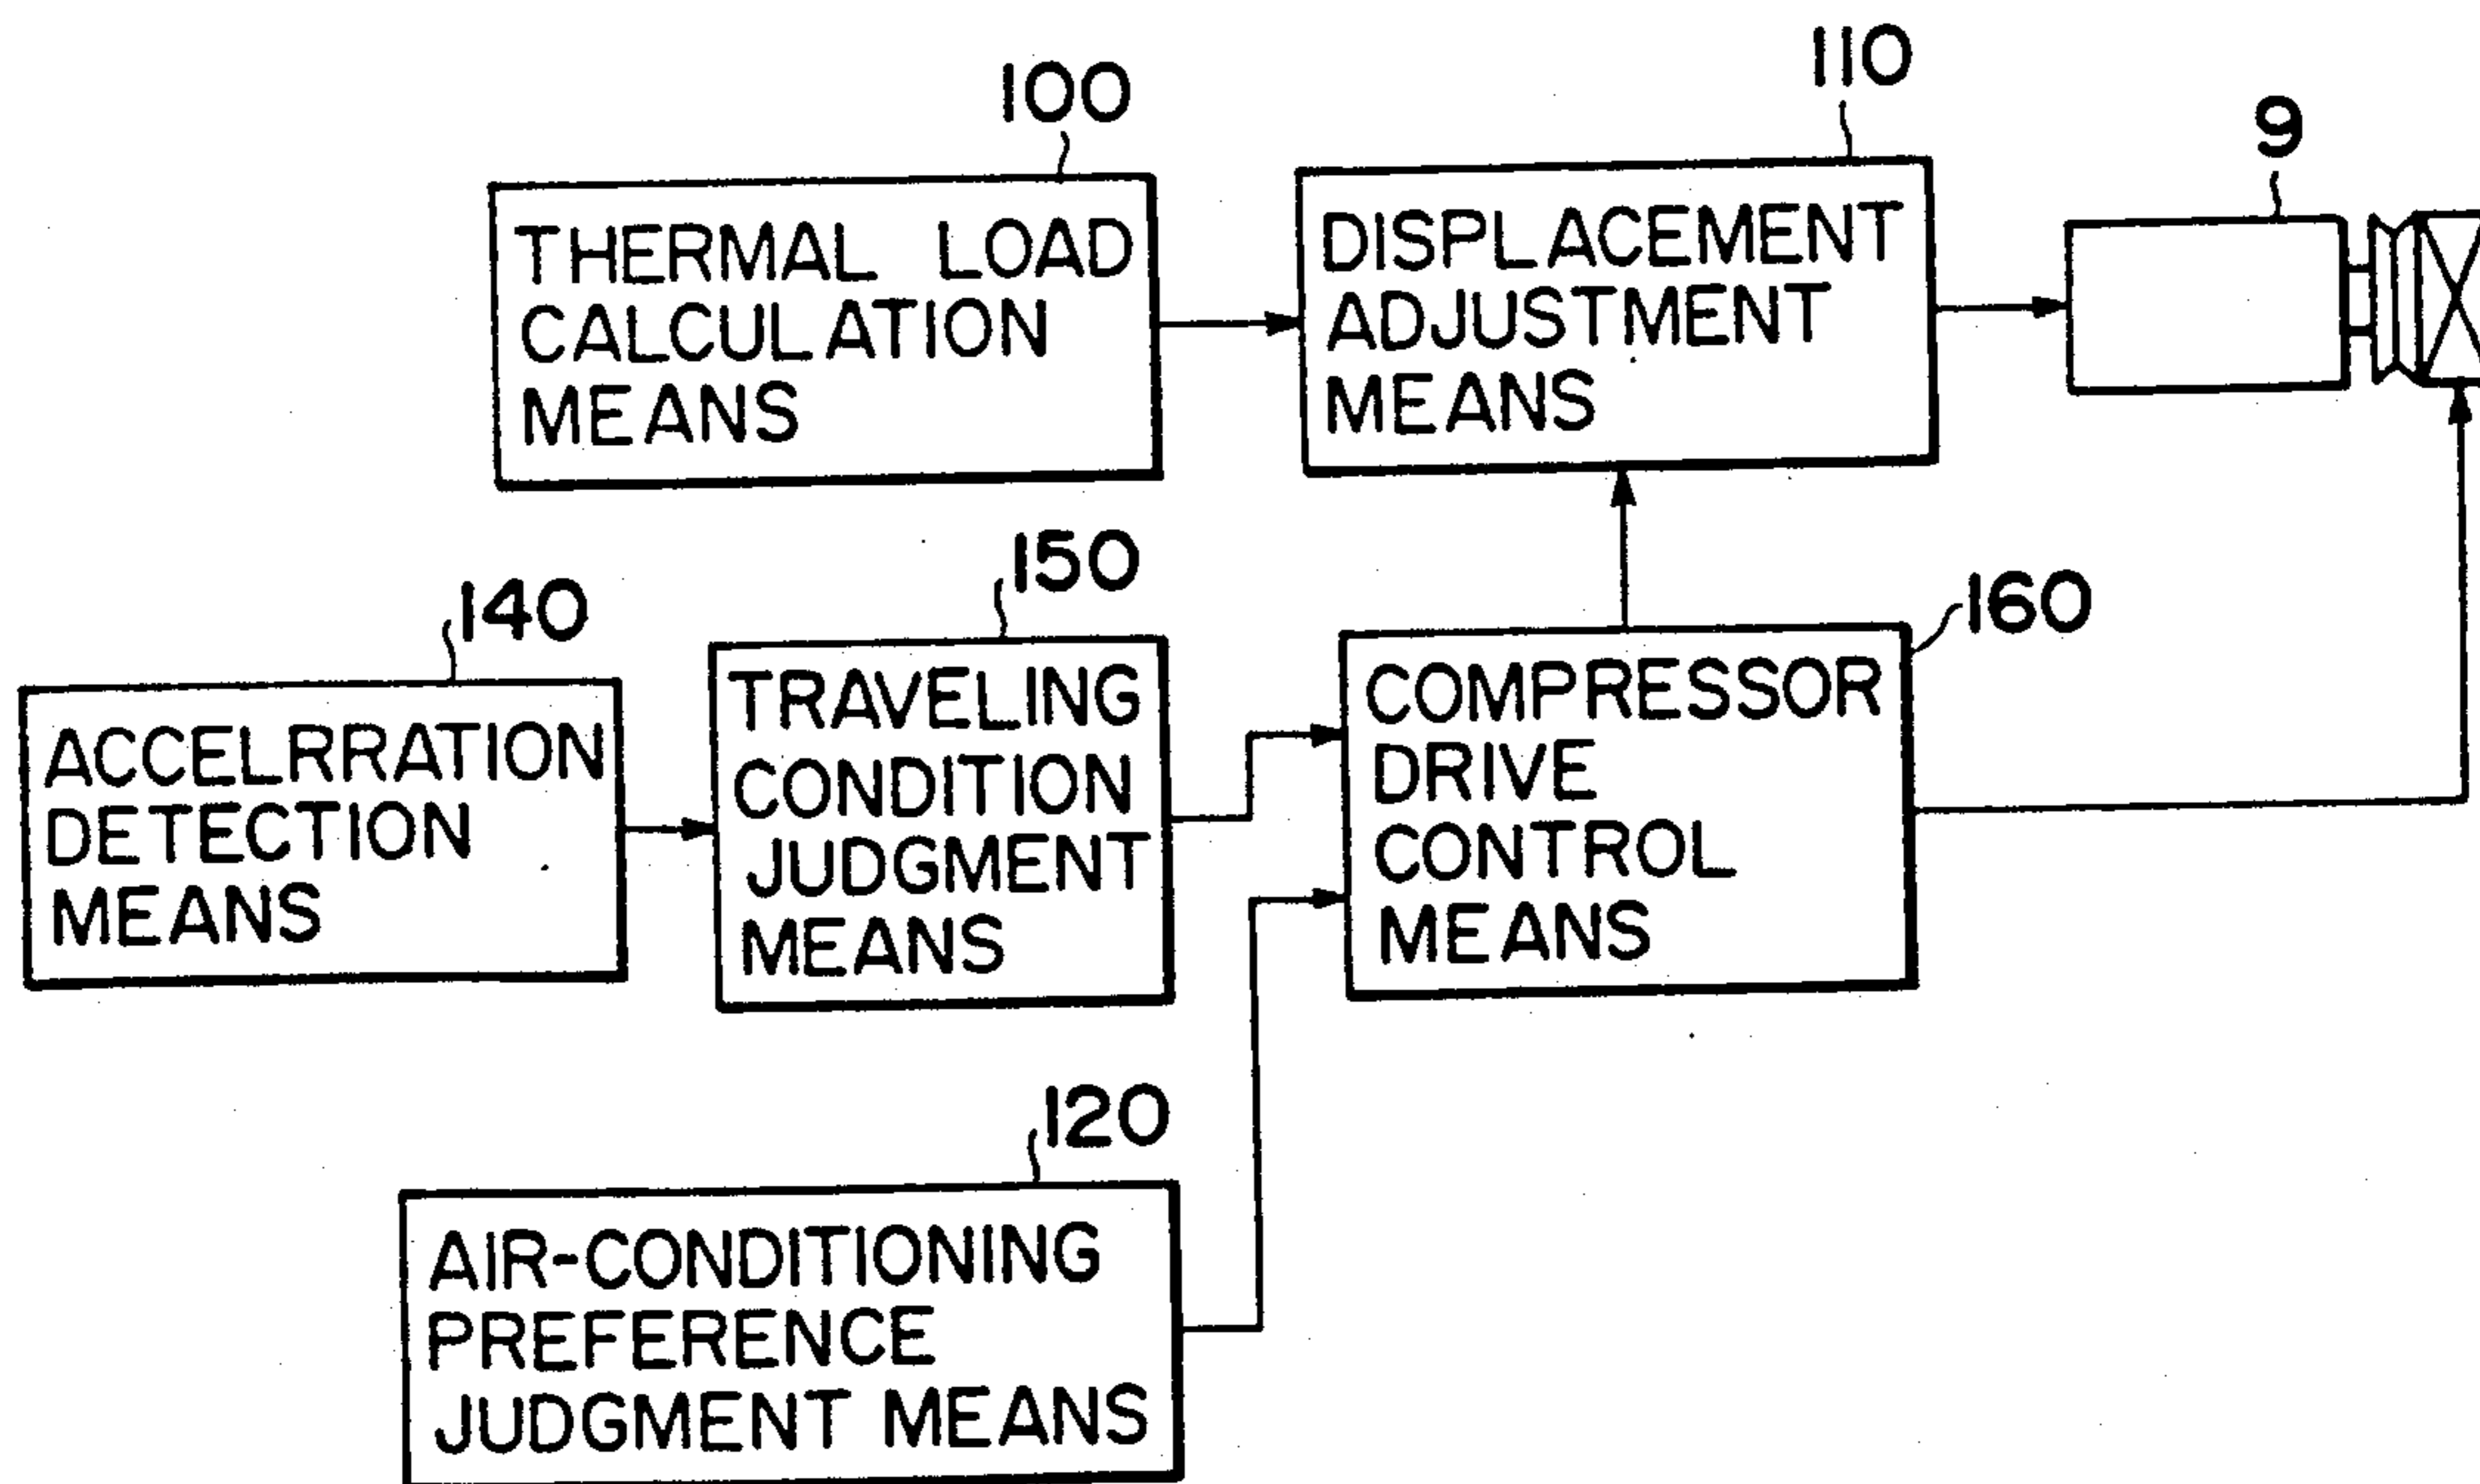 100
THERMAL LOAD
CALCULATION
MEANS
110
DISPLACEMENT
ADJUSTMENT
MEANS
9
140
ACCELRRATION
DETECTION
MEANS
150
TRAVELING
CONDITION
JUDGMENT
MEANS
160
COMPRESSOR
DRIVE
CONTROL
MEANS
120
AIR-CONDITIONING
PREFERENCE
JUDGMENT MEANS